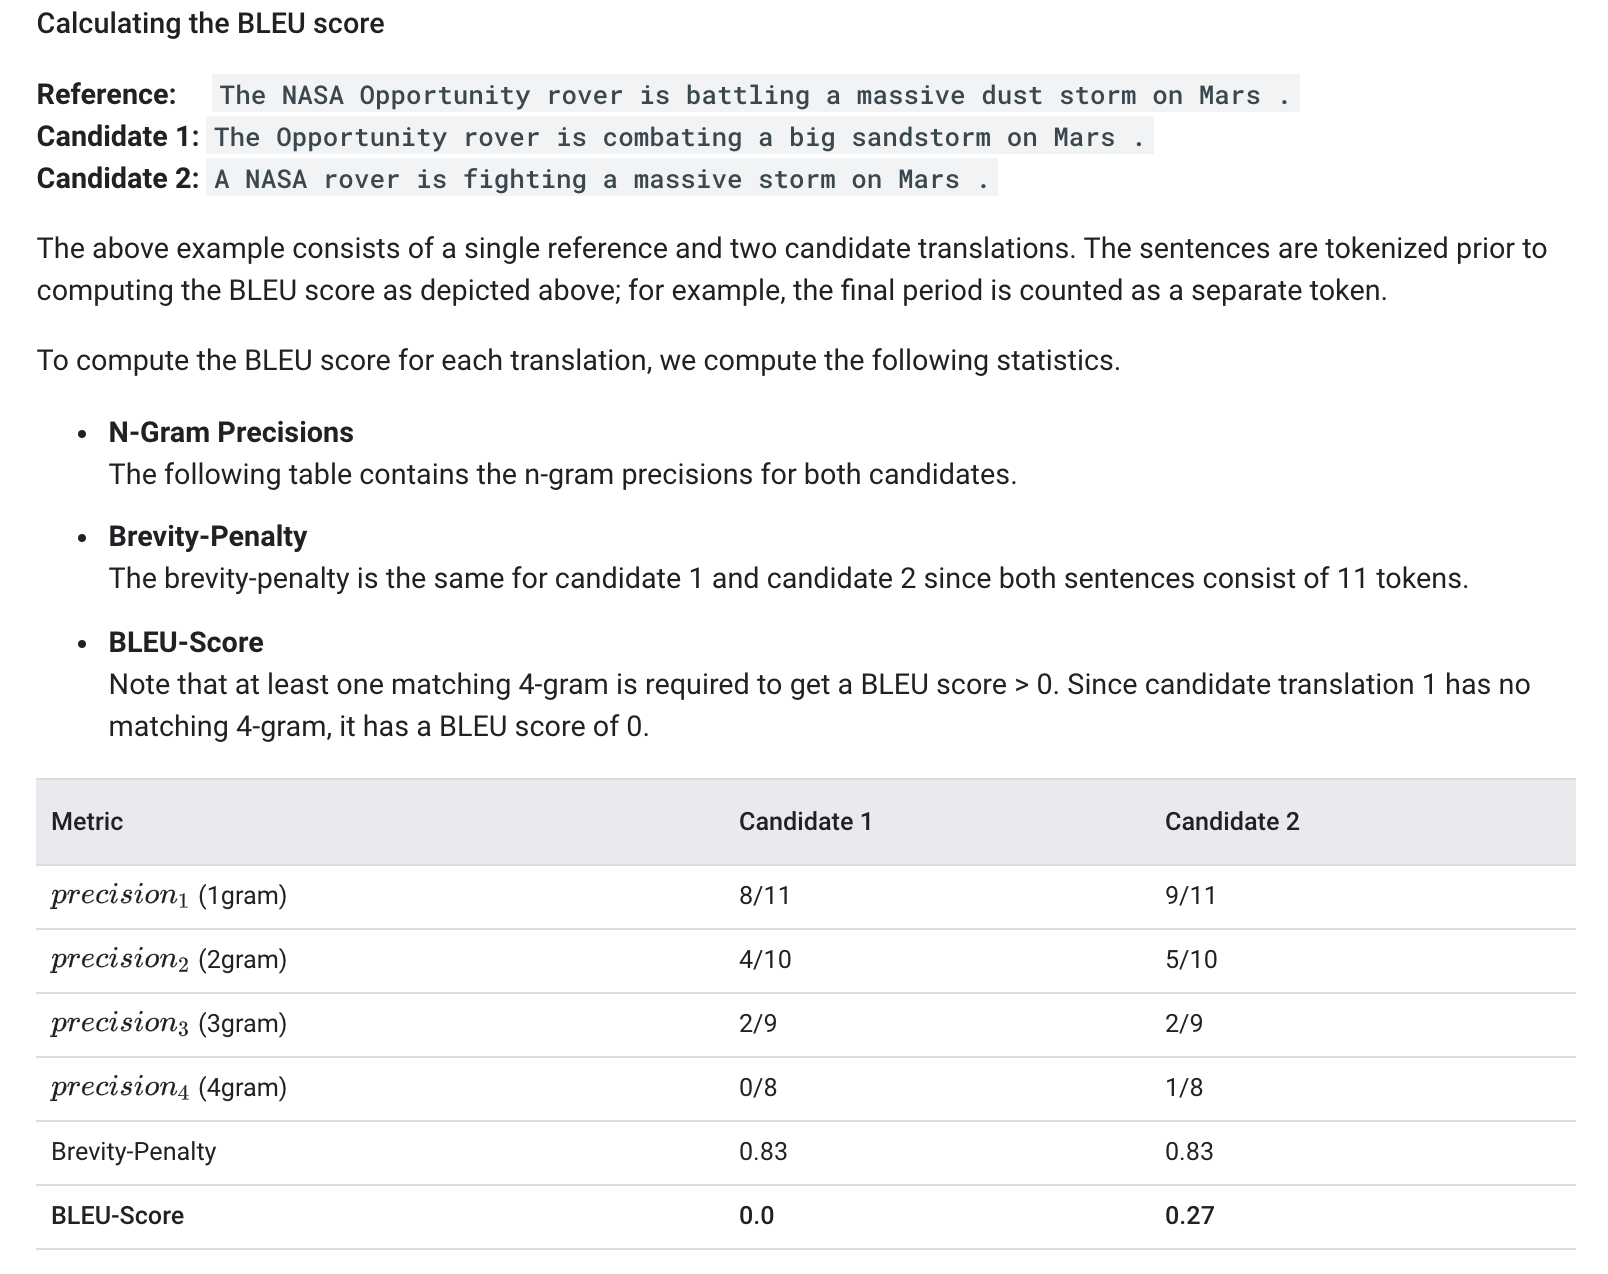 Calculating the BLEU score
Reference: The NASA Opportunity rover is battling a massive dust storm on Mars .
Candidate 1: The Opportunity rover is combating a big sandstorm on Mars .
Candidate 2: A NASA rover is fighting a massive storm on Mars .
The above example consists of a single reference and two candidate translations. The sentences are tokenized prior to
computing the BLEU score as depicted above; for example, the final period is counted as a separate token.
To compute the BLEU score for each translation, we compute the following statistics.
• N-Gram Precisions
The following table contains the n-gram precisions for both candidates.
• Brevity-Penalty
The brevity-penalty is the same for candidate 1 and candidate 2 since both sentences consist of 11 tokens.
• BLEU-Score
Note that at least one matching 4-gram is required to get a BLEU score > 0. Since candidate translation 1 has no
matching 4-gram, it has a BLEU score of 0.
Metric Candidate 1 Candidate 2
precision₁ (1gram) 8/11 9/11
precision₂ (2gram) 4/10 5/10
precision₃ (3gram) 2/9 2/9
precision₄ (4gram) 0/8 1/8
Brevity-Penalty 0.83 0.83
BLEU-Score 0.0 0.27